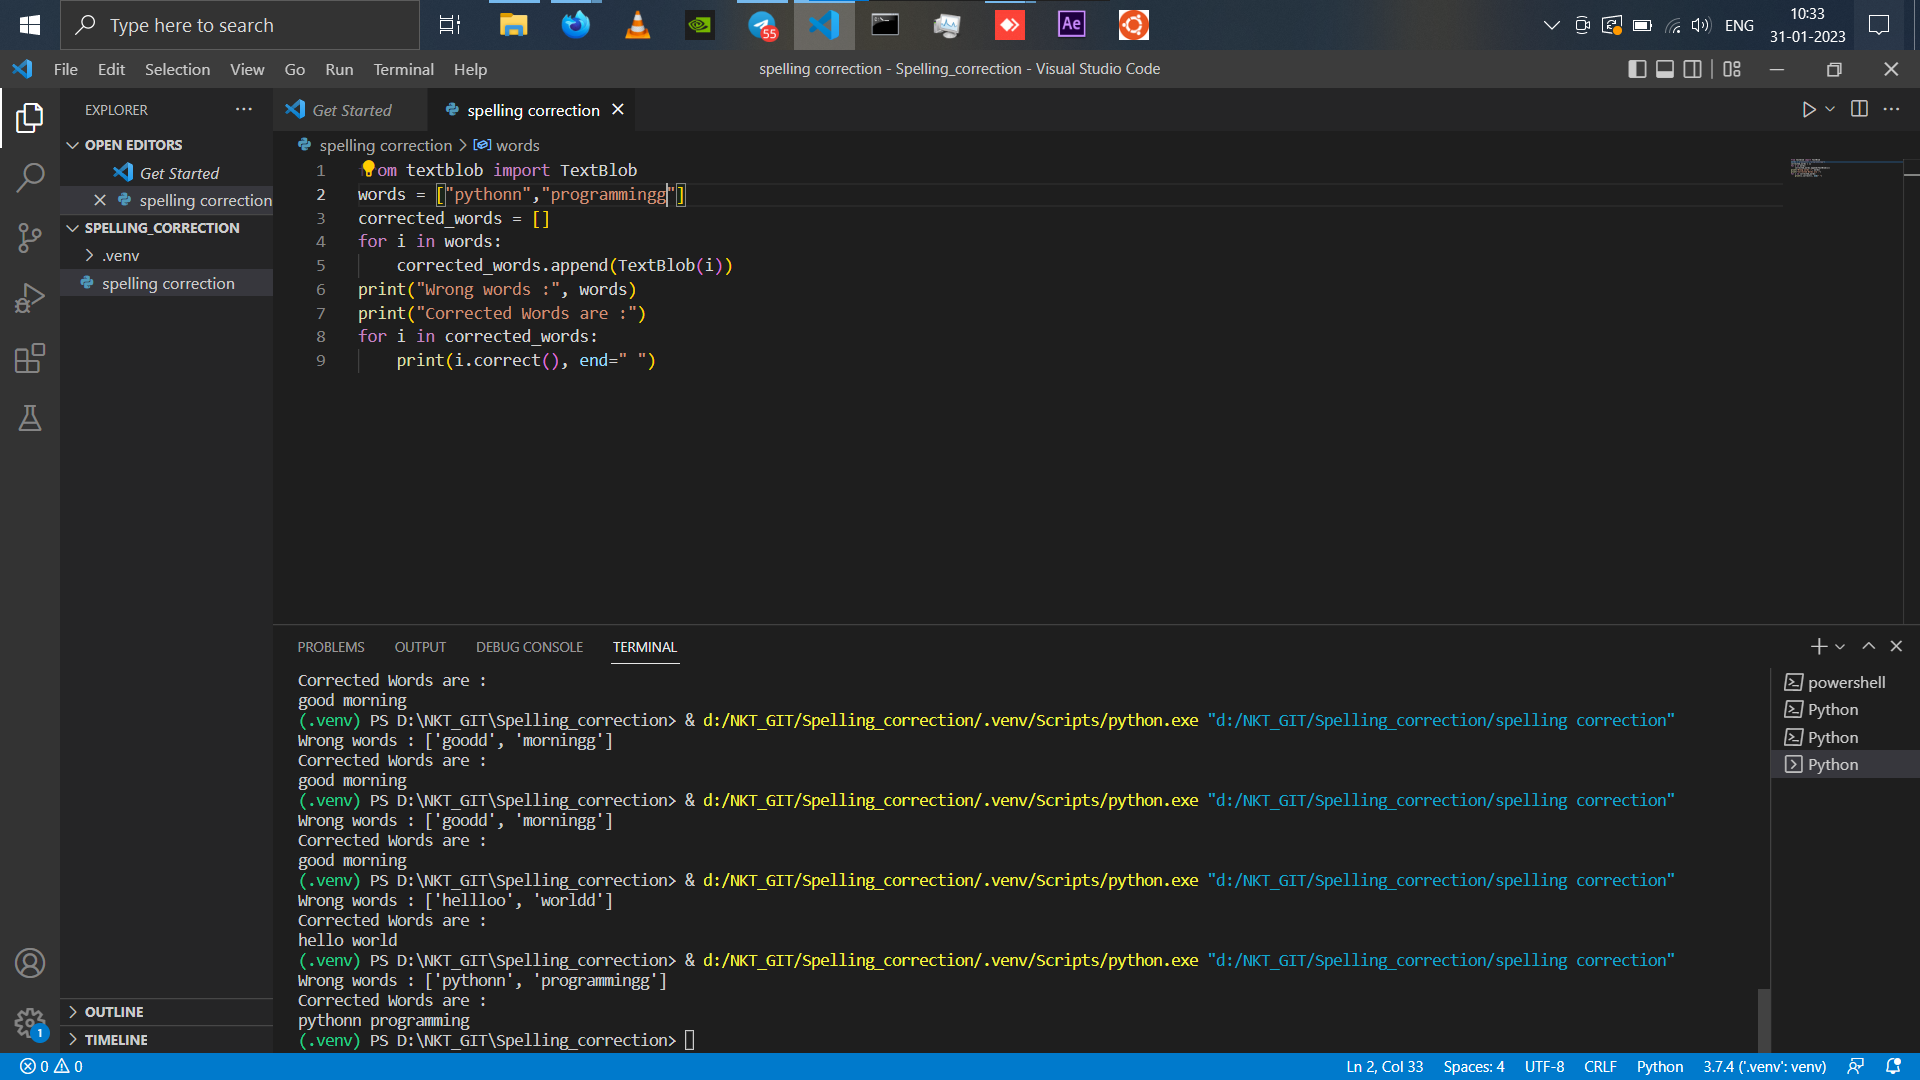 Type here to search
55
Ae
ENG
10:33
31-01-2023
File Edit Selection View Go Run Terminal Help
spelling correction - Spelling_correction - Visual Studio Code
EXPLORER
Get Started
spelling correction
OPEN EDITORS
Get Started
spelling correction
SPELLING_CORRECTION
.venv
spelling correction
OUTLINE
TIMELINE
spelling correction > words
1 om textblob import TextBlob
2 words = ["pythonn","programmingg"]
3 corrected_words = []
4 for i in words:
5 corrected_words.append(TextBlob(i))
6 print("Wrong words :", words)
7 print("Corrected Words are :")
8 for i in corrected_words:
9 print(i.correct(), end=" ")
PROBLEMS OUTPUT DEBUG CONSOLE TERMINAL
Corrected Words are :
good morning
(.venv) PS D:\NKT_GIT\Spelling_correction> & d:/NKT_GIT/Spelling_correction/.venv/Scripts/python.exe "d:/NKT_GIT/Spelling_correction/spelling correction"
Wrong words : ['goodd', 'morningg']
Corrected Words are :
good morning
(.venv) PS D:\NKT_GIT\Spelling_correction> & d:/NKT_GIT/Spelling_correction/.venv/Scripts/python.exe "d:/NKT_GIT/Spelling_correction/spelling correction"
Wrong words : ['goodd', 'morningg']
Corrected Words are :
good morning
(.venv) PS D:\NKT_GIT\Spelling_correction> & d:/NKT_GIT/Spelling_correction/.venv/Scripts/python.exe "d:/NKT_GIT/Spelling_correction/spelling correction"
Wrong words : ['hellloo', 'worldd']
Corrected Words are :
hello world
(.venv) PS D:\NKT_GIT\Spelling_correction> & d:/NKT_GIT/Spelling_correction/.venv/Scripts/python.exe "d:/NKT_GIT/Spelling_correction/spelling correction"
Wrong words : ['pythonn', 'programmingg']
Corrected Words are :
pythonn programming
(.venv) PS D:\NKT_GIT\Spelling_correction>
powershell
Python
Python
Python
1
0 0
Ln 2, Col 33 Spaces: 4 UTF-8 CRLF Python 3.7.4 ('.venv': venv)